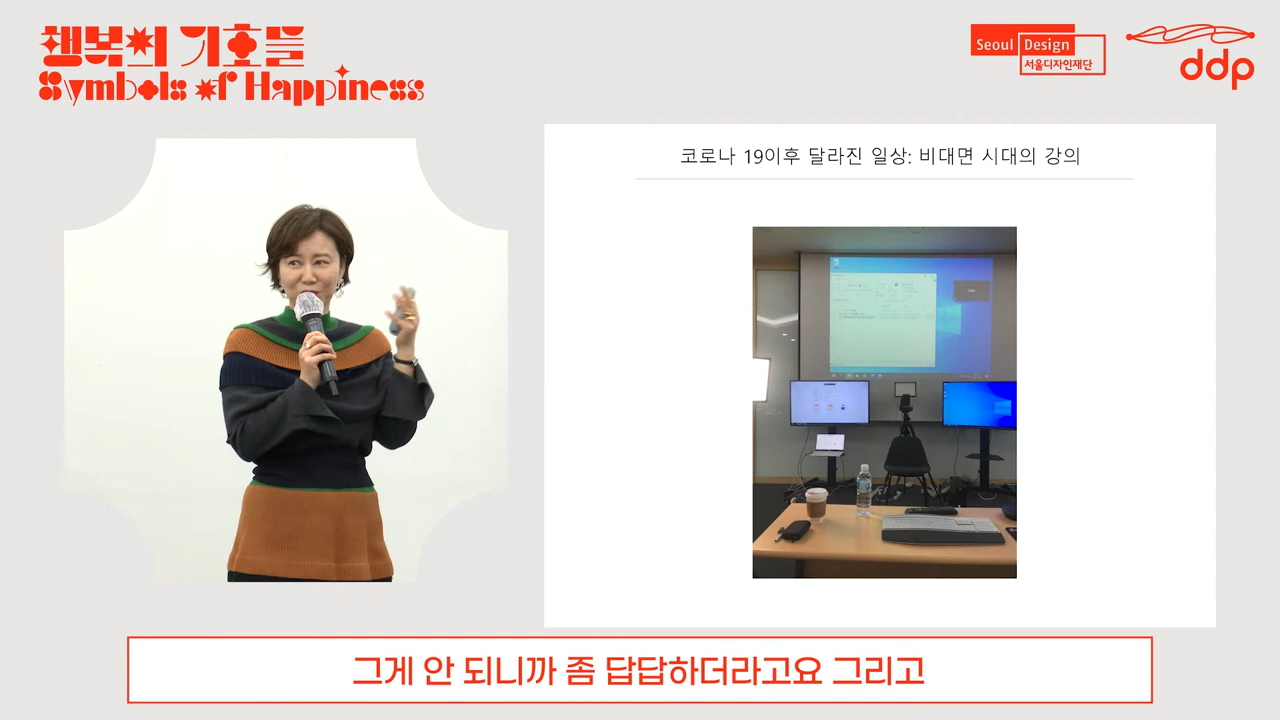 행복의 기호들
Symbols of Happiness
Seoul Design
서울디자인재단
ddp
코로나 19이후 달라진 일상: 비대면 시대의 강의
그게 안 되니까 좀 답답하더라고요 그리고